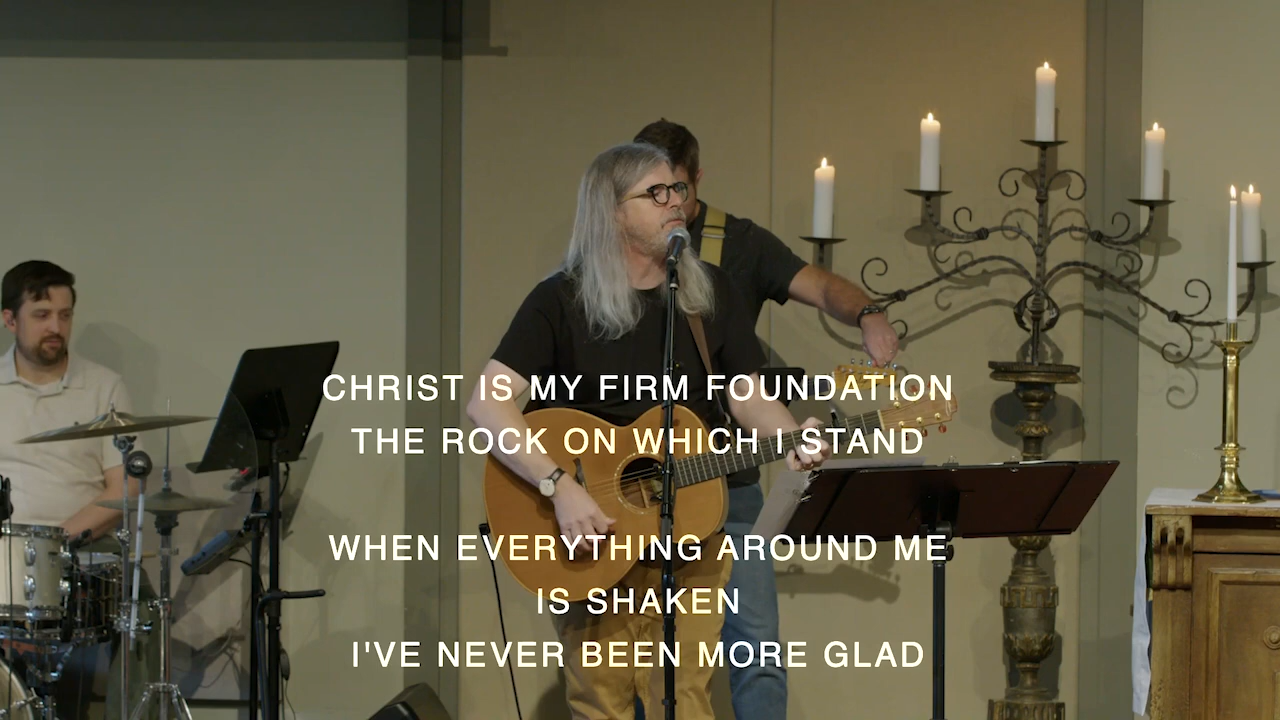 CHRIST IS MY FIRM FOUNDATION
THE ROCK ON WHICH I STAND
WHEN EVERYTHING AROUND ME
IS SHAKEN
I'VE NEVER BEEN MORE GLAD